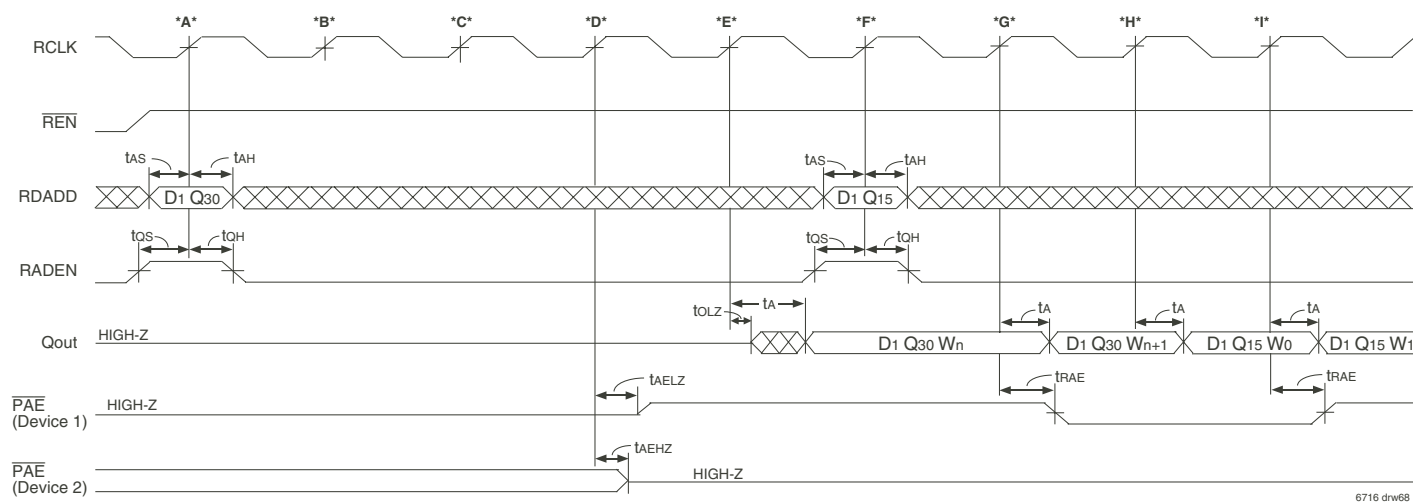 *A* *B* *C* *D* *E* *F* *G* *H* *I*
RCLK
REN
tAS tAH tAS tAH
RDADD D1 Q30 D1 Q15
tQS tQH tQS tQH
RADEN
tOLZ tA tA tA tA
Qout HIGH-Z D1 Q30 Wn D1 Q30 Wn+1 D1 Q15 W0 D1 Q15 W1
tAELZ tRAE tRAE
PAE HIGH-Z
(Device 1)
tAEHZ
PAE HIGH-Z
(Device 2)
6716 drw68